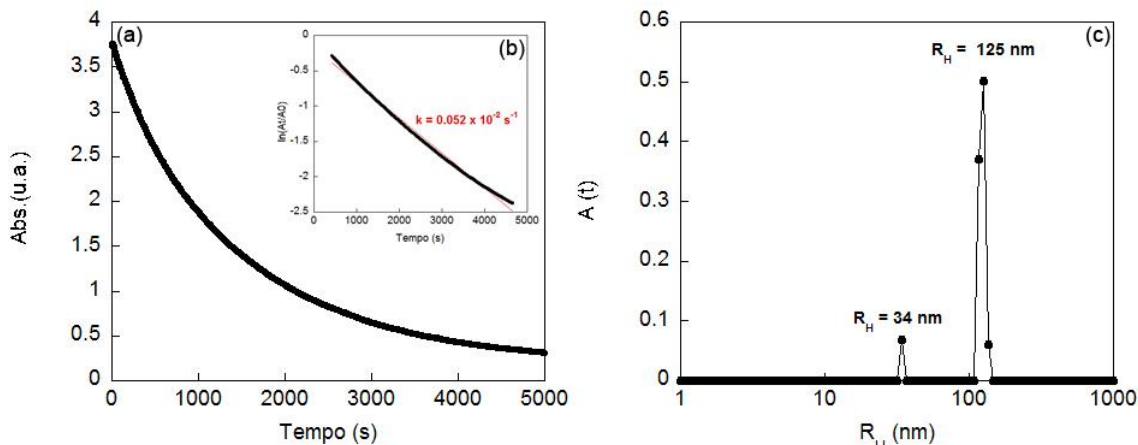 (a)
Abs.(u.a.)
4
3.5
3
2.5
2
1.5
1
0.5
0
0 1000 2000 3000 4000 5000
Tempo (s)
(b)
ln(At/A0)
0
-0.5
-1
-1.5
-2
-2.5
k = 0.052 x 10⁻² s⁻¹
0 1000 2000 3000 4000 5000
Tempo (s)
(c)
A (t)
0.6
0.5
0.4
0.3
0.2
0.1
0
R_H = 125 nm
R_H = 34 nm
1 10 100 1000
R_H (nm)